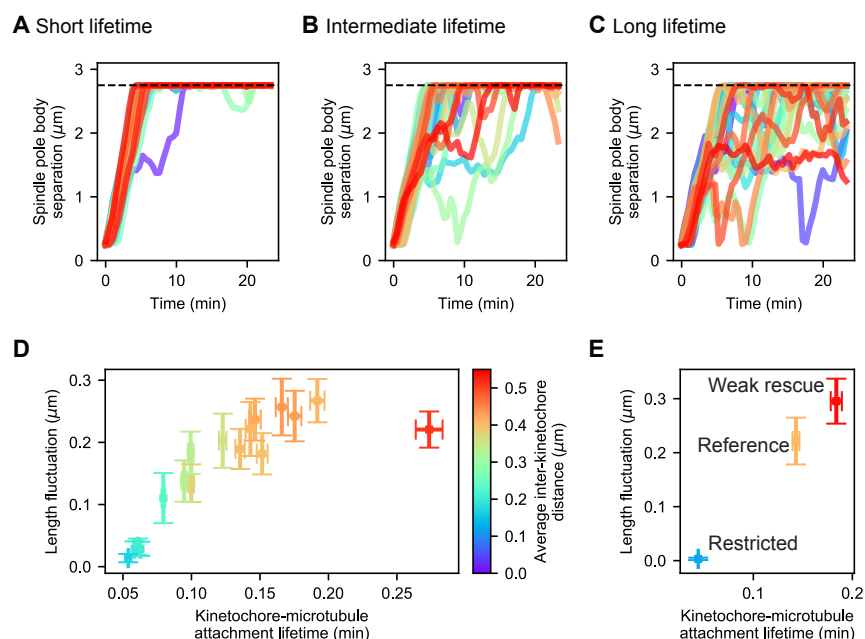 A Short lifetime
B Intermediate lifetime
C Long lifetime
Spindle pole body
separation (μm)
3
2
1
0
0
10
20
Time (min)
Spindle pole body
separation (μm)
3
2
1
0
0
10
20
Time (min)
Spindle pole body
separation (μm)
3
2
1
0
0
10
20
Time (min)
D
Length fluctuation (μm)
0.3
0.2
0.1
0.0
0.05
0.10
0.15
0.20
0.25
Kinetochore-microtubule
attachment lifetime (min)
0.5
0.4
0.3
0.2
0.1
0.0
Average inter-kinetochore
distance (μm)
E
Length fluctuation (μm)
0.3
0.2
0.1
0.0
Weak rescue
Reference
Restricted
0.1
0.2
Kinetochore-microtubule
attachment lifetime (min)